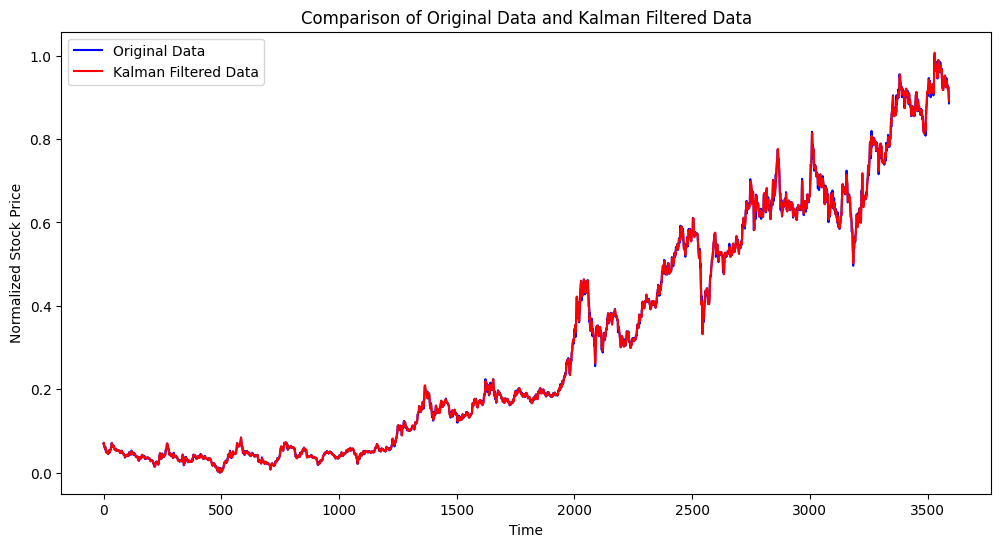 Comparison of Original Data and Kalman Filtered Data
Original Data
Kalman Filtered Data
Normalized Stock Price
1.0
0.8
0.6
0.4
0.2
0.0
0
500
1000
1500
2000
2500
3000
3500
Time